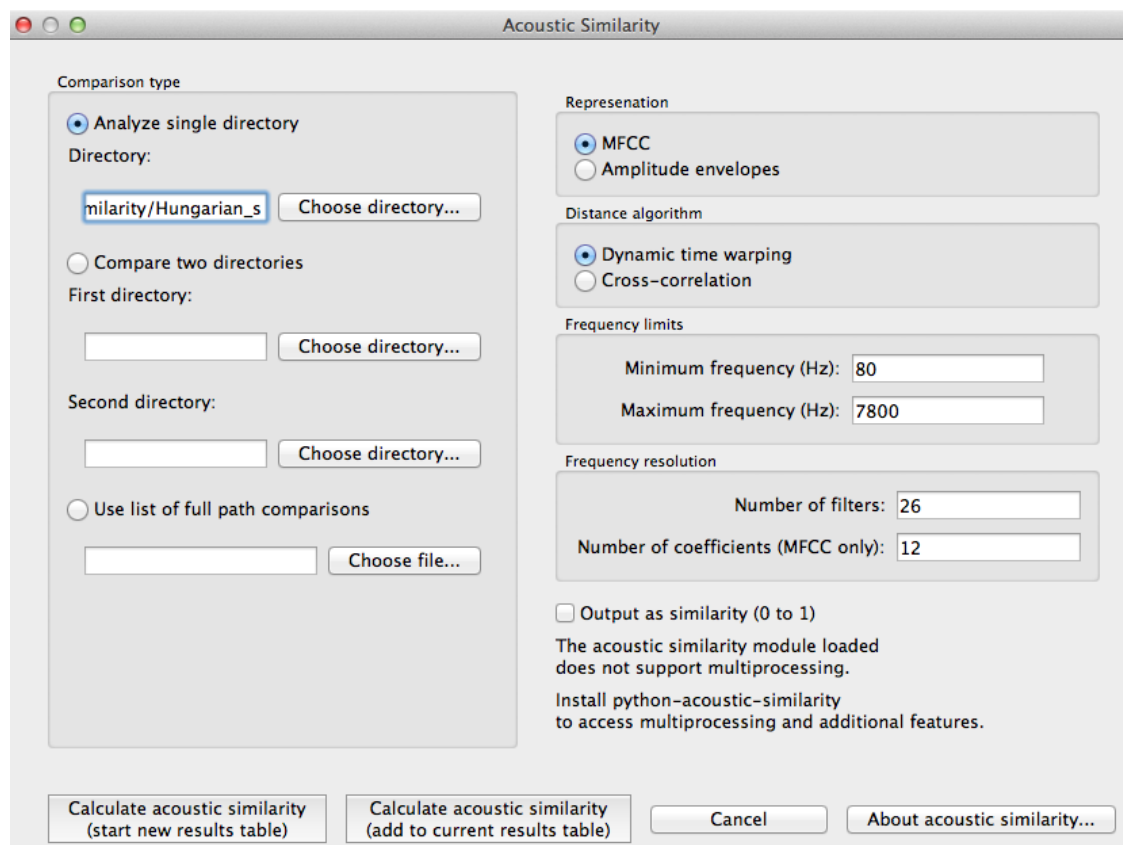 Acoustic Similarity
Comparison type
Analyze single directory
Directory:
milarity/Hungarian_s
Choose directory...
Compare two directories
First directory:
Choose directory...
Second directory:
Choose directory...
Use list of full path comparisons
Choose file...
Represenation
MFCC
Amplitude envelopes
Distance algorithm
Dynamic time warping
Cross-correlation
Frequency limits
Minimum frequency (Hz): 80
Maximum frequency (Hz): 7800
Frequency resolution
Number of filters: 26
Number of coefficients (MFCC only): 12
Output as similarity (0 to 1)
The acoustic similarity module loaded
does not support multiprocessing.
Install python-acoustic-similarity
to access multiprocessing and additional features.
Calculate acoustic similarity
(start new results table)
Calculate acoustic similarity
(add to current results table)
Cancel
About acoustic similarity...